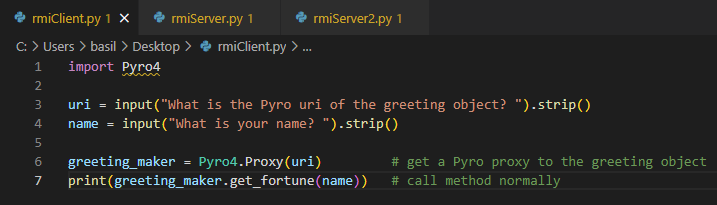 rmiClient.py 1 × rmiServer.py 1 rmiServer2.py 1
C: > Users > basil > Desktop > rmiClient.py > ...
1 import Pyro4
2
3 uri = input("What is the Pyro uri of the greeting object? ").strip()
4 name = input("What is your name? ").strip()
5
6 greeting_maker = Pyro4.Proxy(uri)         # get a Pyro proxy to the greeting object
7 print(greeting_maker.get_fortune(name))   # call method normally